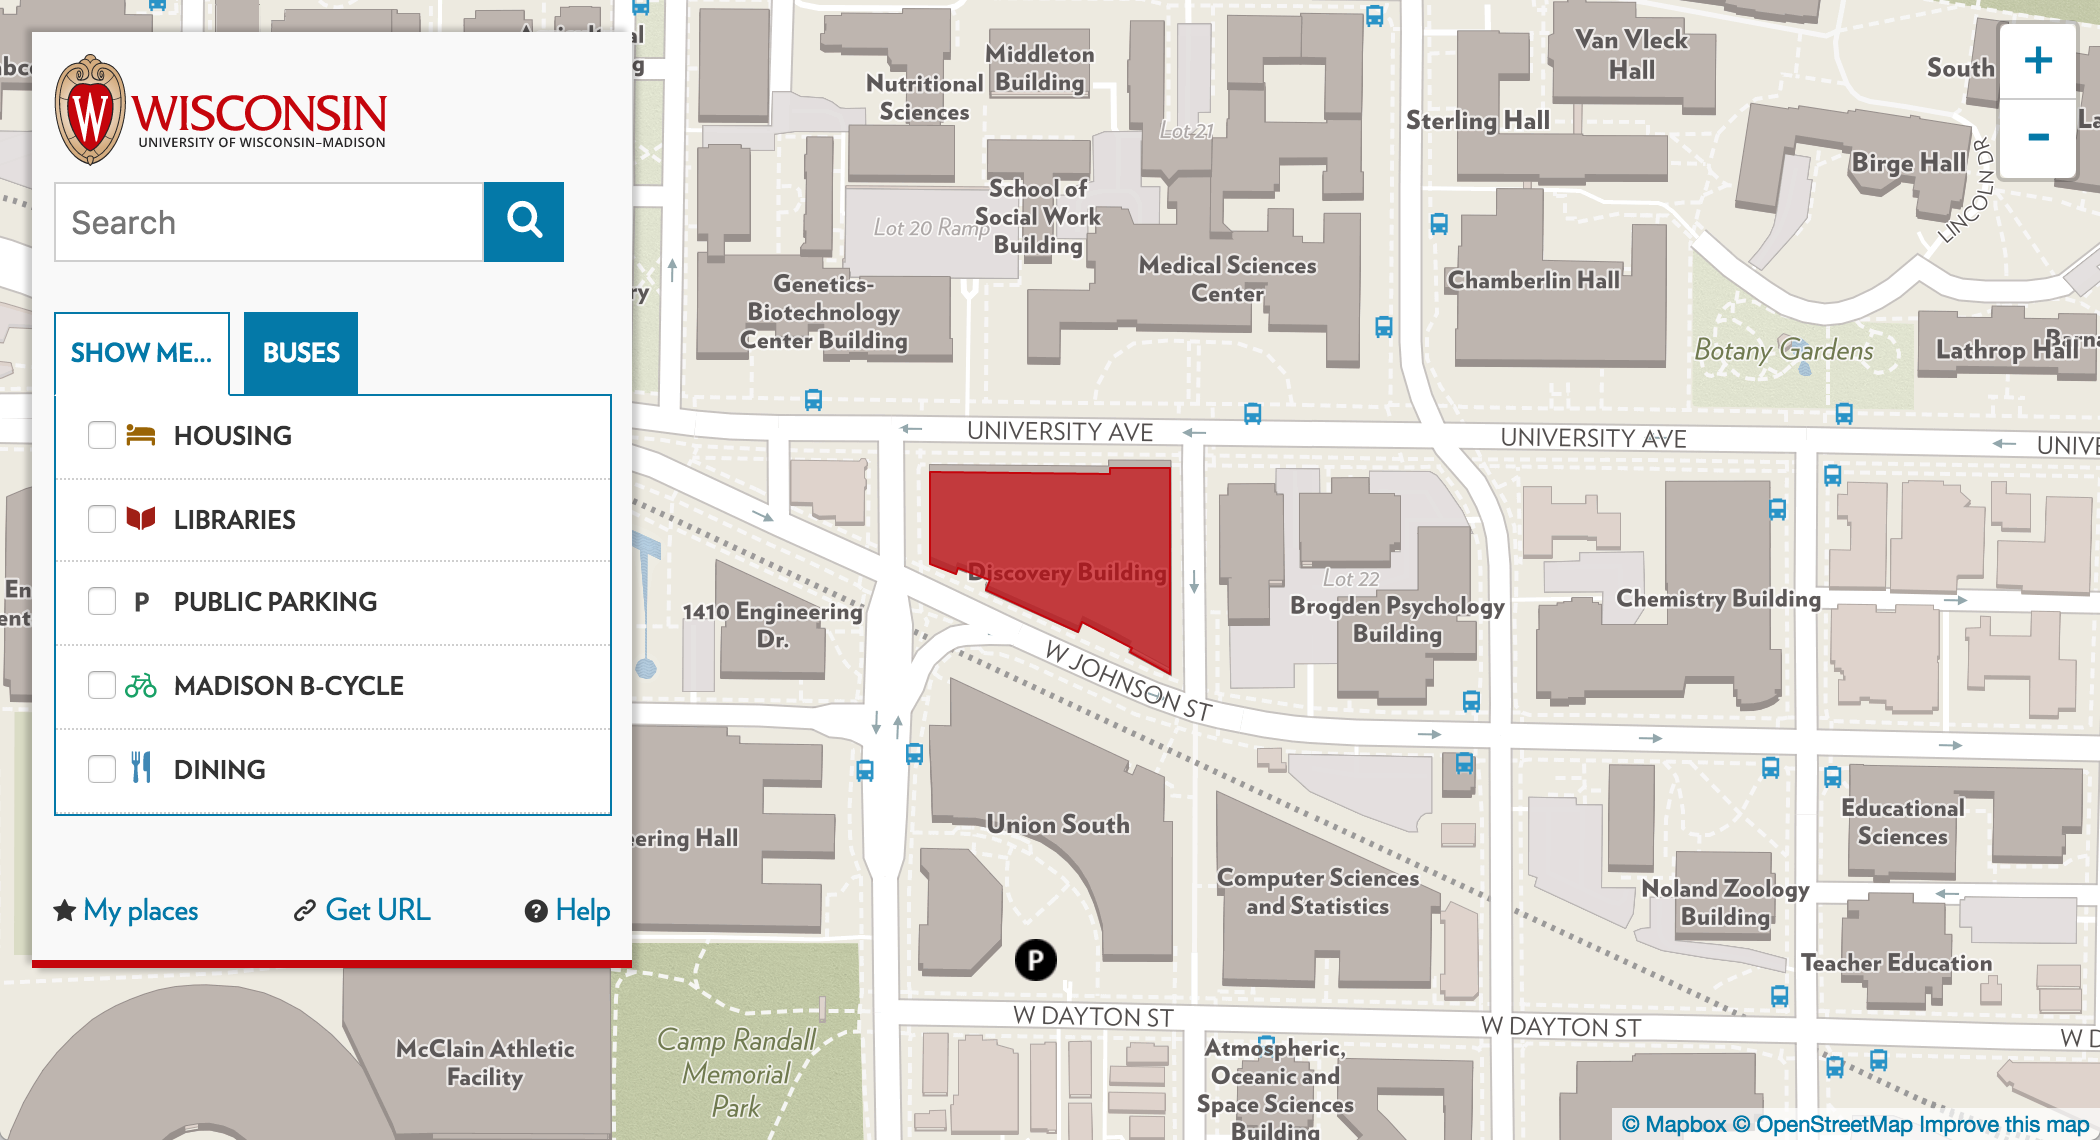 W
WISCONSIN
UNIVERSITY OF WISCONSIN–MADISON
Search
SHOW ME...
BUSES
HOUSING
LIBRARIES
P PUBLIC PARKING
MADISON B-CYCLE
DINING
My places
Get URL
? Help
Middleton
Building
Nutritional
Sciences
Lot 21
Van Vleck
Hall
South
+
-
Sterling Hall
Birge Hall
LINCOLN DR
School of
Social Work
Building
Lot 20 Ramp
Medical Sciences
Center
Chamberlin Hall
Genetics-
Biotechnology
Center Building
Botany Gardens
Lathrop Hall
UNIVERSITY AVE
UNIVERSITY AVE
UNIVE
Discovery Building
Lot 22
Brogden Psychology
Building
Chemistry Building
1410 Engineering
Dr.
W JOHNSON ST
Union South
eering Hall
Computer Sciences
and Statistics
Educational
Sciences
Noland Zoology
Building
Teacher Education
P
W DAYTON ST
W DAYTON ST
W D
McClain Athletic
Facility
Camp Randall
Memorial
Park
Atmospheric,
Oceanic and
Space Sciences
Building
© Mapbox © OpenStreetMap Improve this map